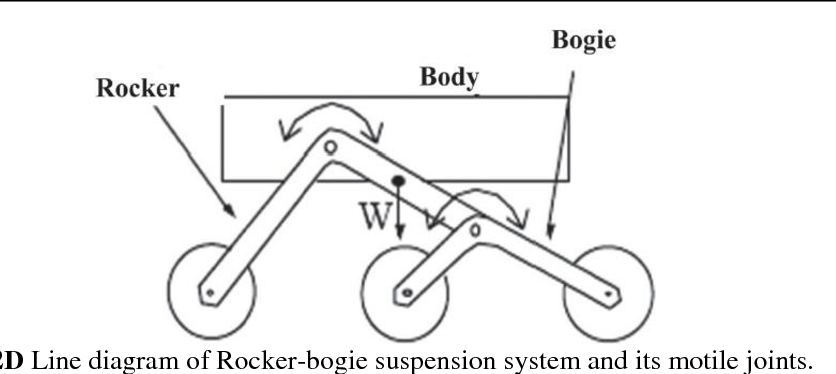 Bogie
Body
Rocker
W
2D Line diagram of Rocker-bogie suspension system and its motile joints.